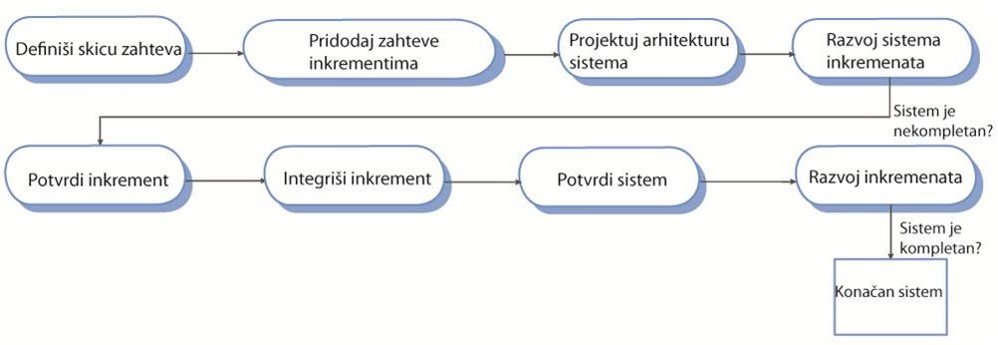 Definiši skicu zahteva
Pridodaj zahteve
inkrementima
Projektuj arhitekturu
sistema
Razvoj sistema
inkremenata
Sistem je
nekompletan?
Potvrdi inkrement
Integriši inkrement
Potvrdi sistem
Razvoj inkremenata
Sistem je
kompletan?
Konačan sistem